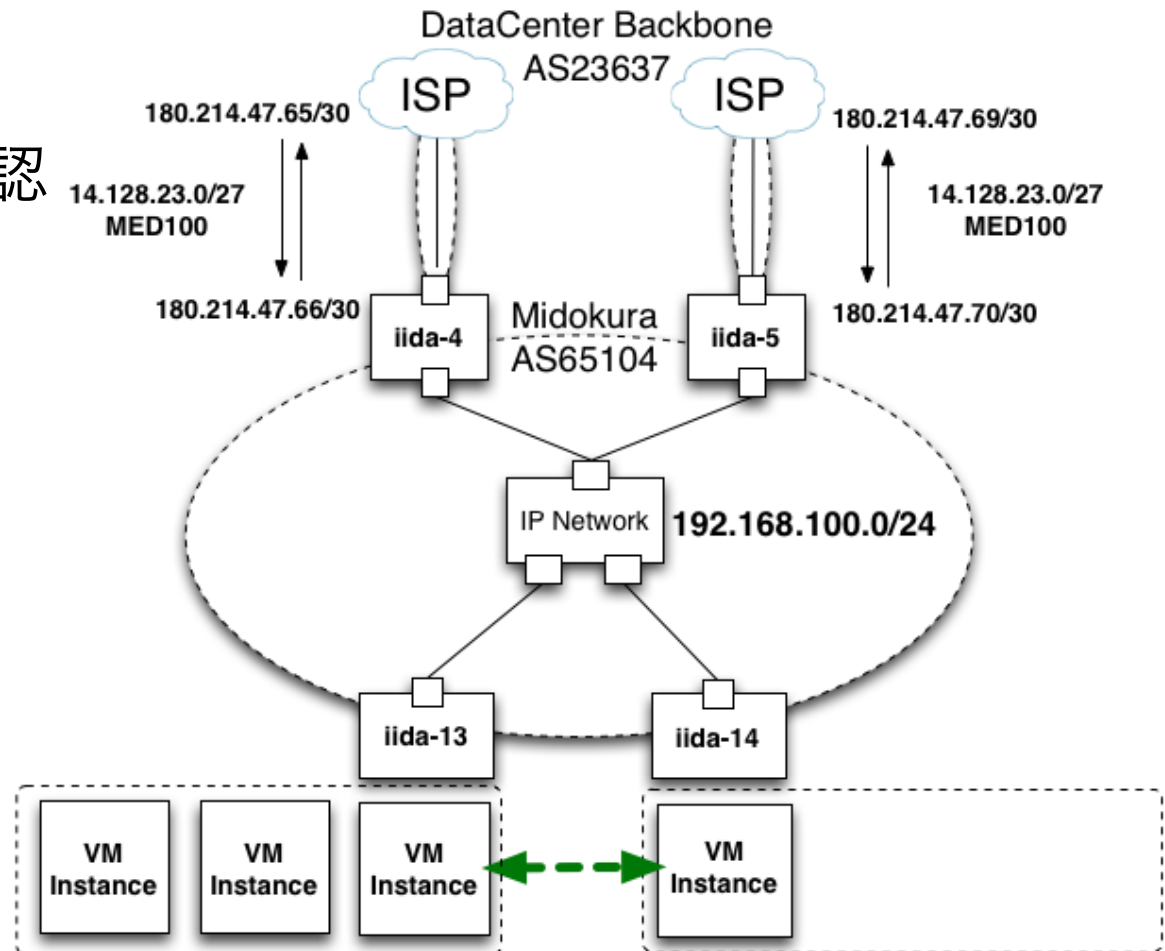 DataCenter Backbone
AS23637
ISP
ISP
180.214.47.65/30
180.214.47.69/30
認
14.128.23.0/27
MED100
14.128.23.0/27
MED100
180.214.47.66/30
180.214.47.70/30
iida-4
Midokura
AS65104
iida-5
IP Network
192.168.100.0/24
iida-13
iida-14
VM
Instance
VM
Instance
VM
Instance
VM
Instance